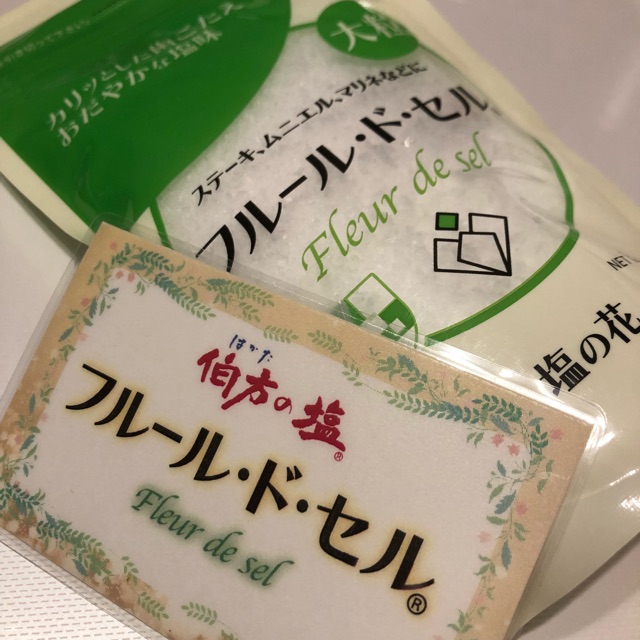 カリッとした歯ごたえ
おだやかな塩味
大粒
ステーキ、ムニエル、マリネなどに
フルール・ド・セル
Fleur de sel
NET
塩の花
はかた
伯方の塩®
フルール・ド・セル®
Fleur de sel